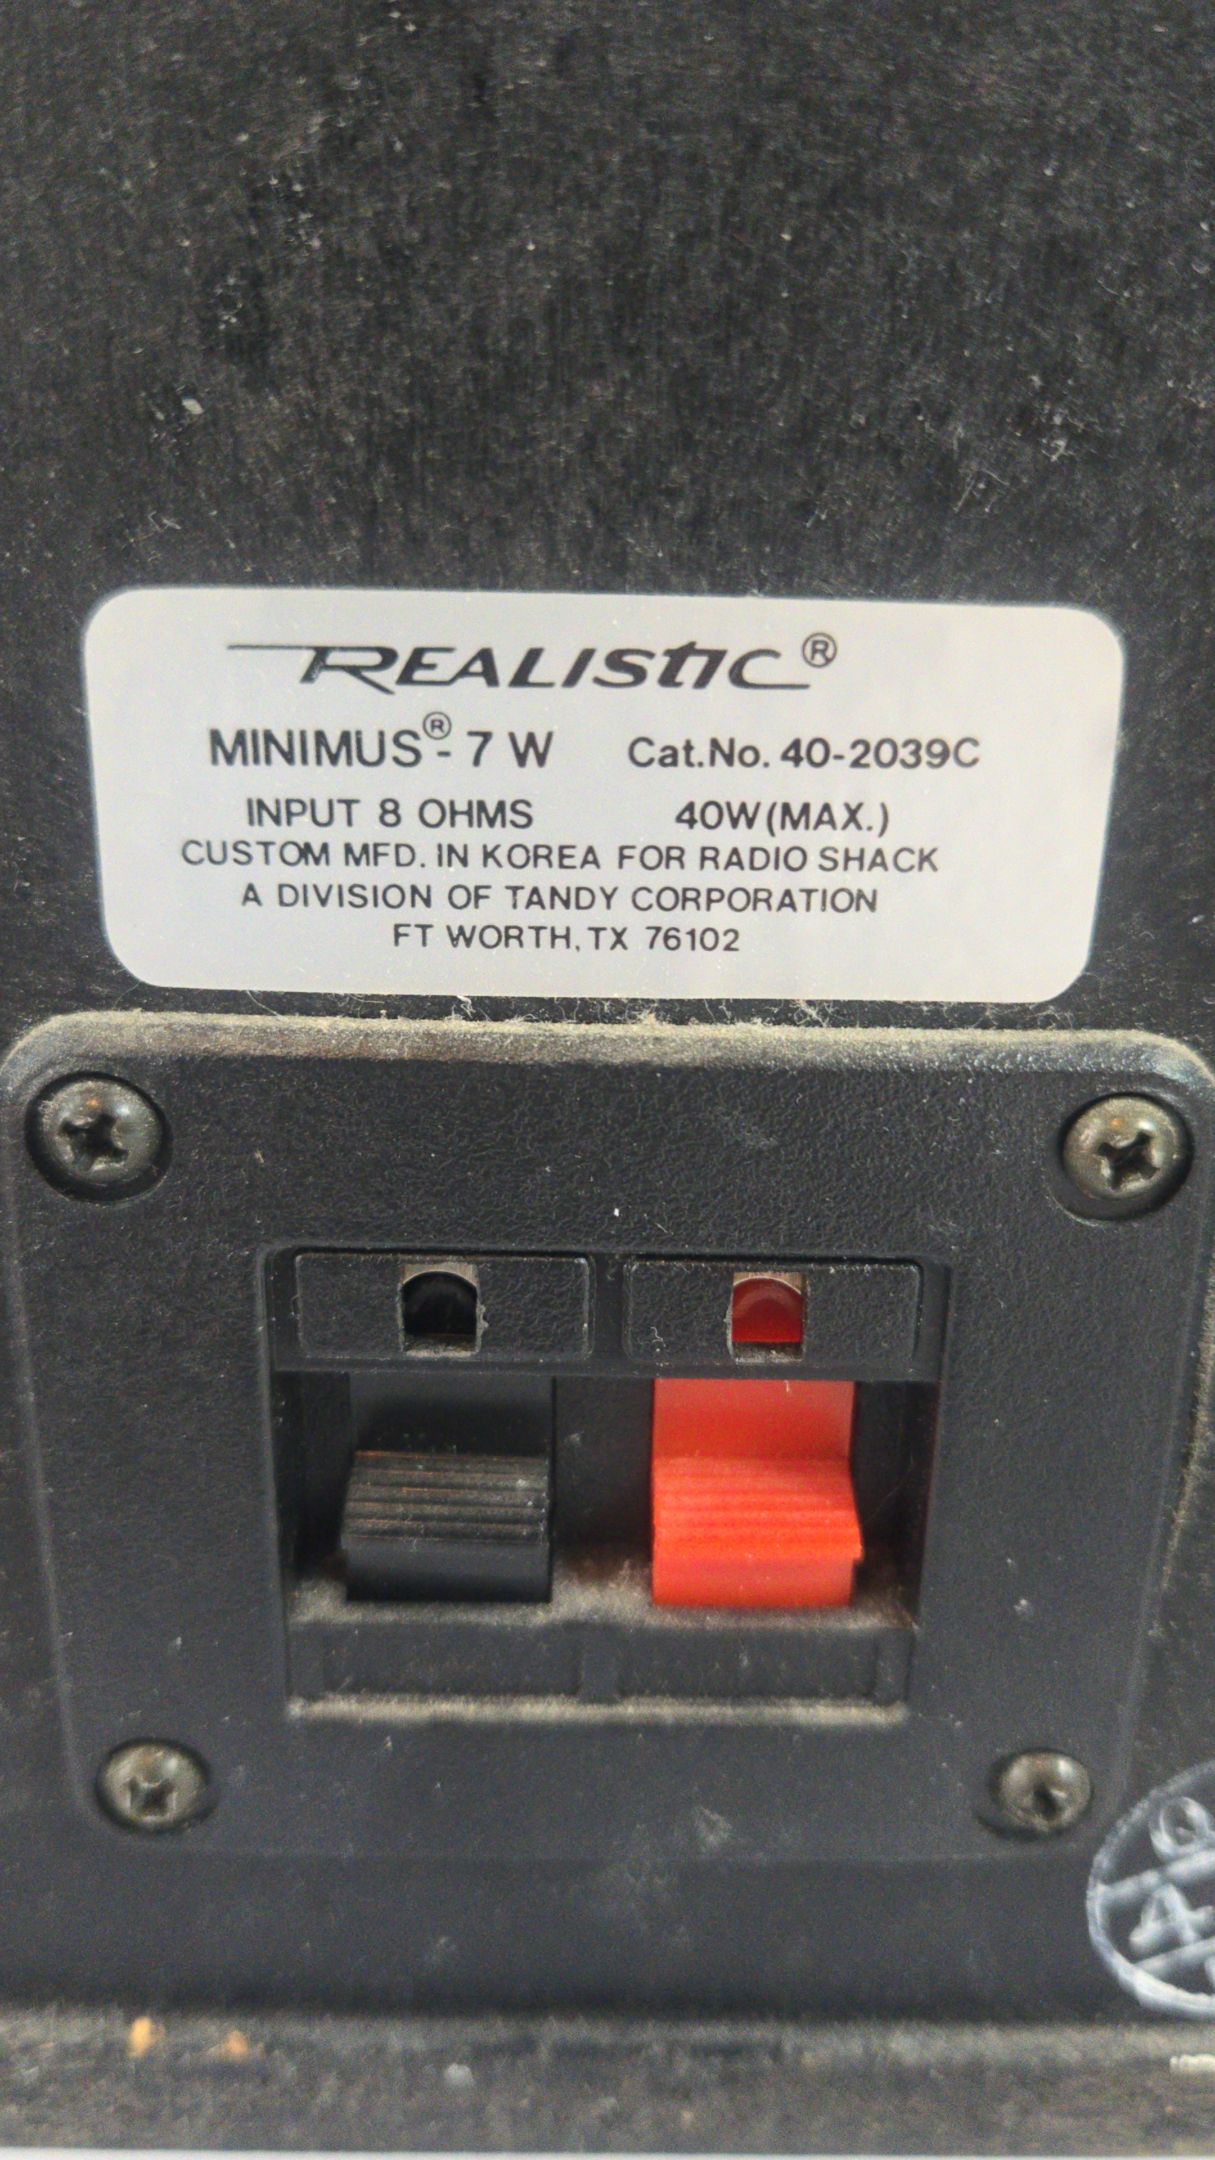 REALISTIC®
MINIMUS®-7 W Cat.No. 40-2039C
INPUT 8 OHMS 40W(MAX.)
CUSTOM MFD. IN KOREA FOR RADIO SHACK
A DIVISION OF TANDY CORPORATION
FT WORTH, TX 76102